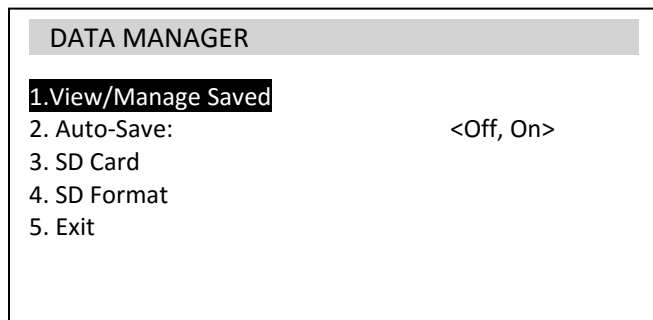 DATA MANAGER
1.View/Manage Saved
2. Auto-Save: <Off, On>
3. SD Card
4. SD Format
5. Exit